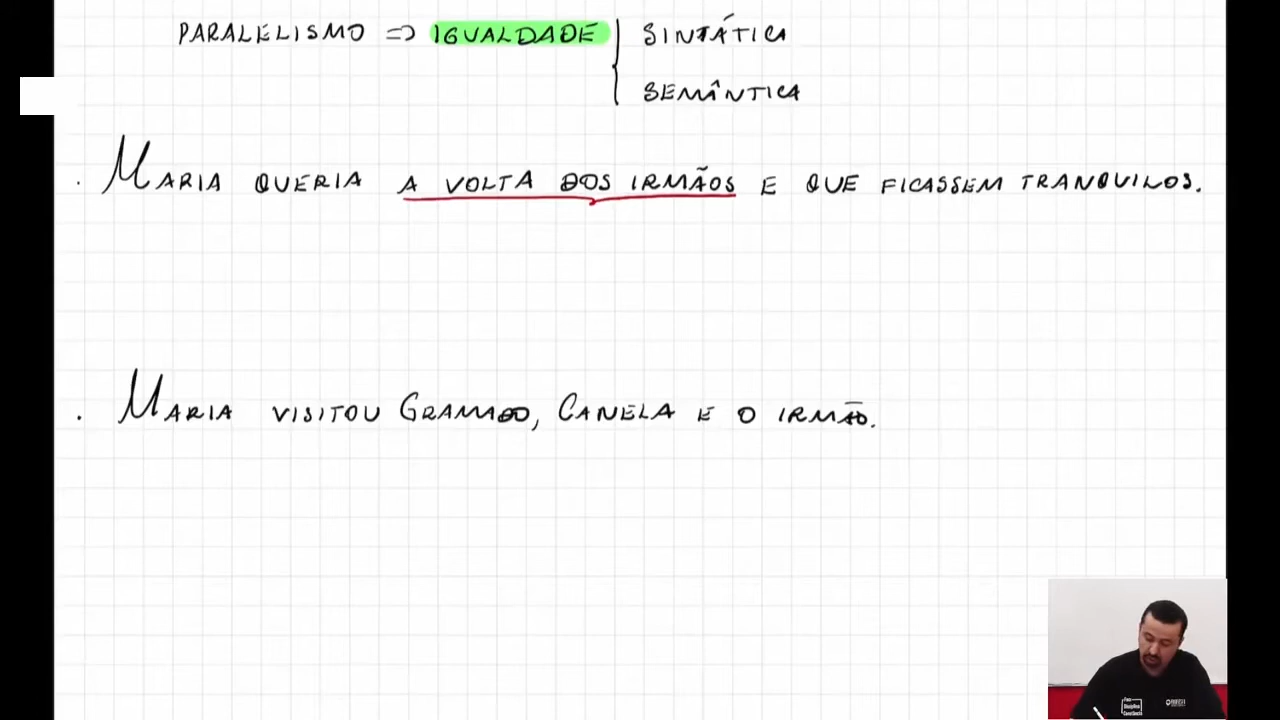 PARALELISMO => IGUALDADE { SINTÁTICA
SEMÂNTICA
. MARIA QUERIA A VOLTA DOS IRMÃOS E QUE FICASSEM TRANQUILOS.
. MARIA VISITOU GRAMADO, CANELA E O IRMÃO.